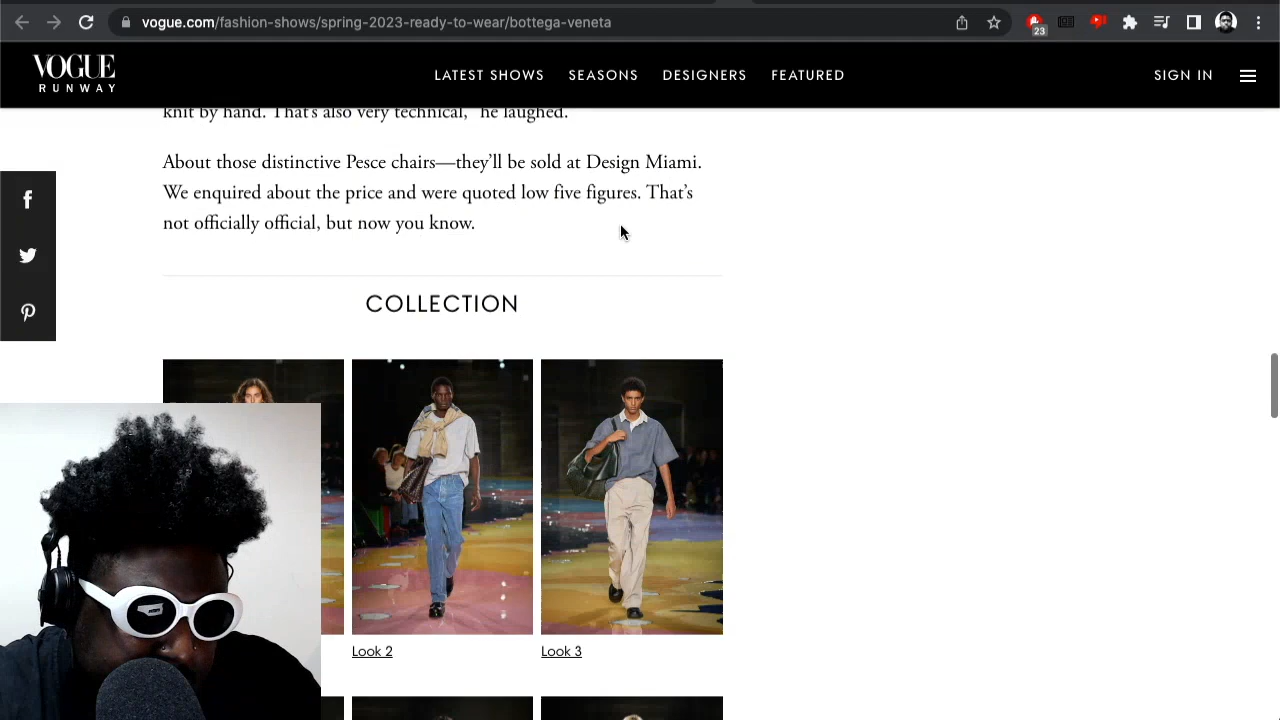 vogue.com/fashion-shows/spring-2023-ready-to-wear/bottega-veneta
23
VOGUE
RUNWAY
LATEST SHOWS
SEASONS
DESIGNERS
FEATURED
SIGN IN
knit by hand. That's also very technical," he laughed.
About those distinctive Pesce chairs—they'll be sold at Design Miami.
We enquired about the price and were quoted low five figures. That's
not officially official, but now you know.
COLLECTION
Look 2
Look 3